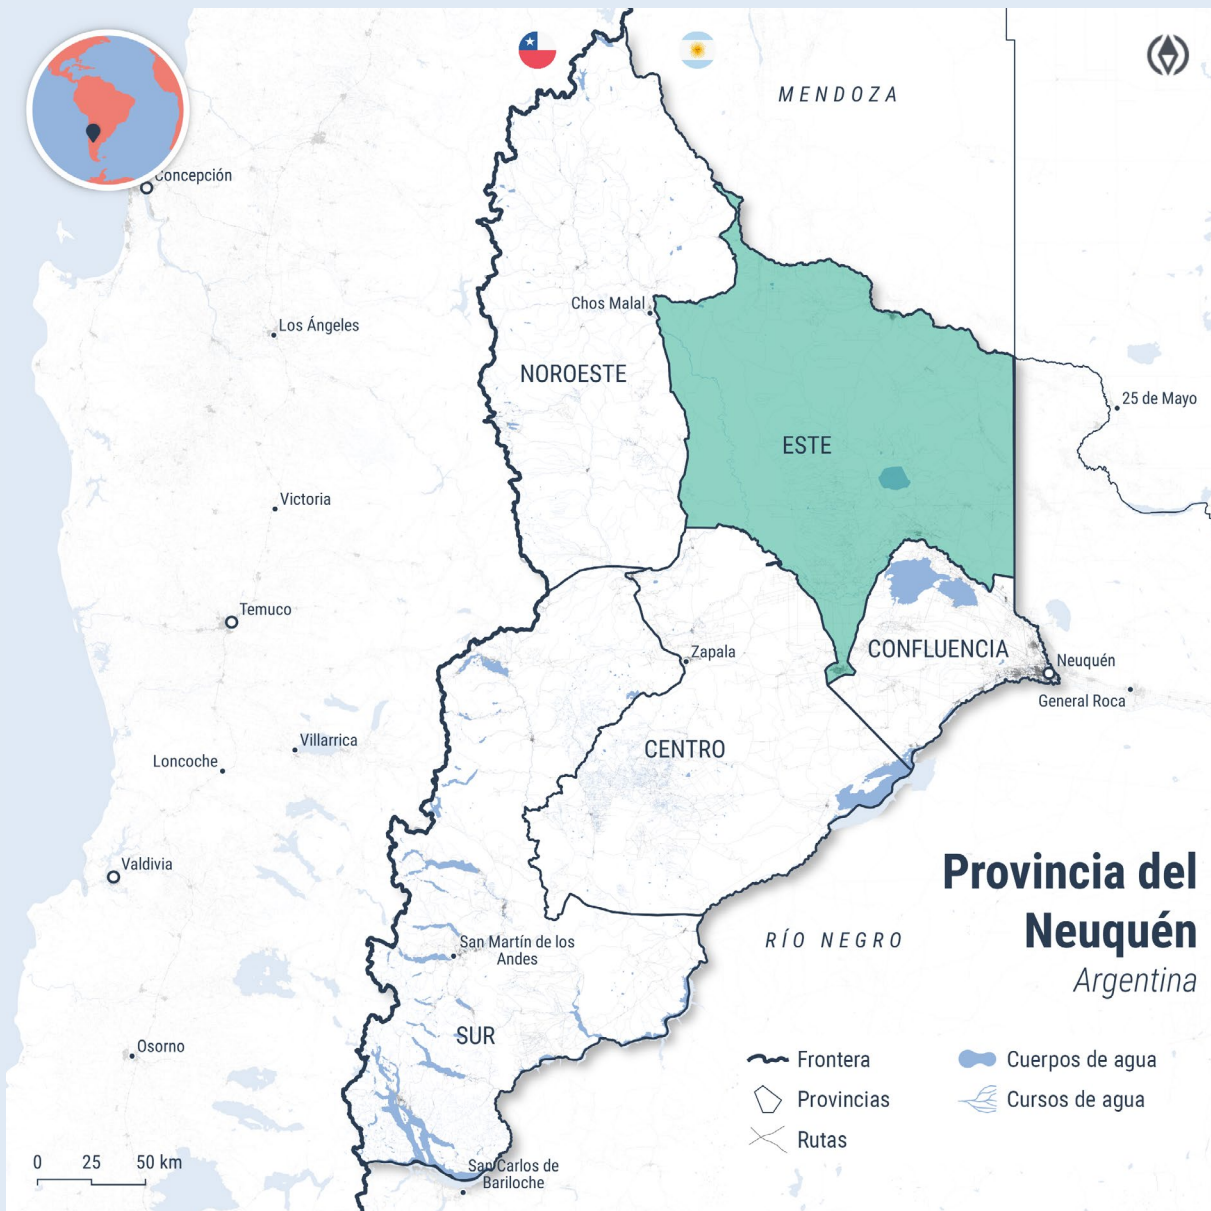 MENDOZA
Concepción
Chos Malal
Los Ángeles
NOROESTE
25 de Mayo
ESTE
Victoria
Temuco
Zapala
CONFLUENCIA
Neuquén
General Roca
Villarrica
Loncoche
CENTRO
Valdivia
Provincia del
Neuquén
Argentina
San Martín de los
Andes
RÍO NEGRO
SUR
Osorno
Frontera
Cuerpos de agua
Provincias
Cursos de agua
Rutas
0 25 50 km
San Carlos de
Bariloche